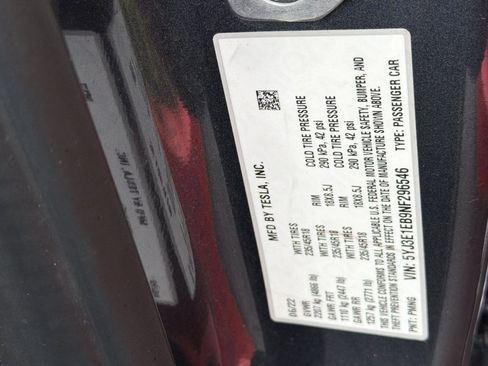 MFD BY TESLA, INC.
06/22 WITH TIRES RIM COLD TIRE PRESSURE
GVWR 235/45R18 18X8.5J 290 kPa, 42 psi
2207 kg (4866 lb)
GAWR FRT WITH TIRES RIM COLD TIRE PRESSURE
1110 kg (2447 lb) 235/45R18 18X8.5J 290 kPa, 42 psi
GAWR RR
1257 kg (2771 lb)
THIS VEHICLE CONFORMS TO ALL APPLICABLE U.S. FEDERAL MOTOR VEHICLE SAFETY, BUMPER, AND
THEFT PREVENTION STANDARDS IN EFFECT ON THE DATE OF MANUFACTURE SHOWN ABOVE.
VIN: 5YJ3E1EB9NF296546 TYPE: PASSENGER CAR
PAINT: PMNG